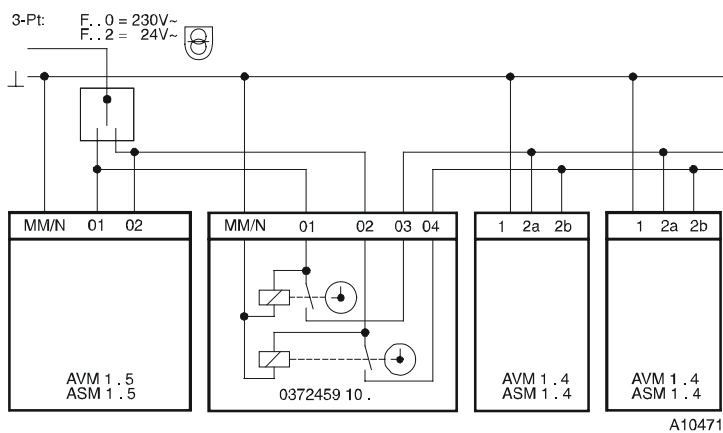 3-Pt: F. . 0 = 230V~
F. . 2 = 24V~
MM/N 01 02
MM/N 01 02 03 04
1 2a 2b
1 2a 2b
AVM 1 . 5
ASM 1 . 5
0372459 10 .
AVM 1 . 4
ASM 1 . 4
AVM 1 . 4
ASM 1 . 4
A10471